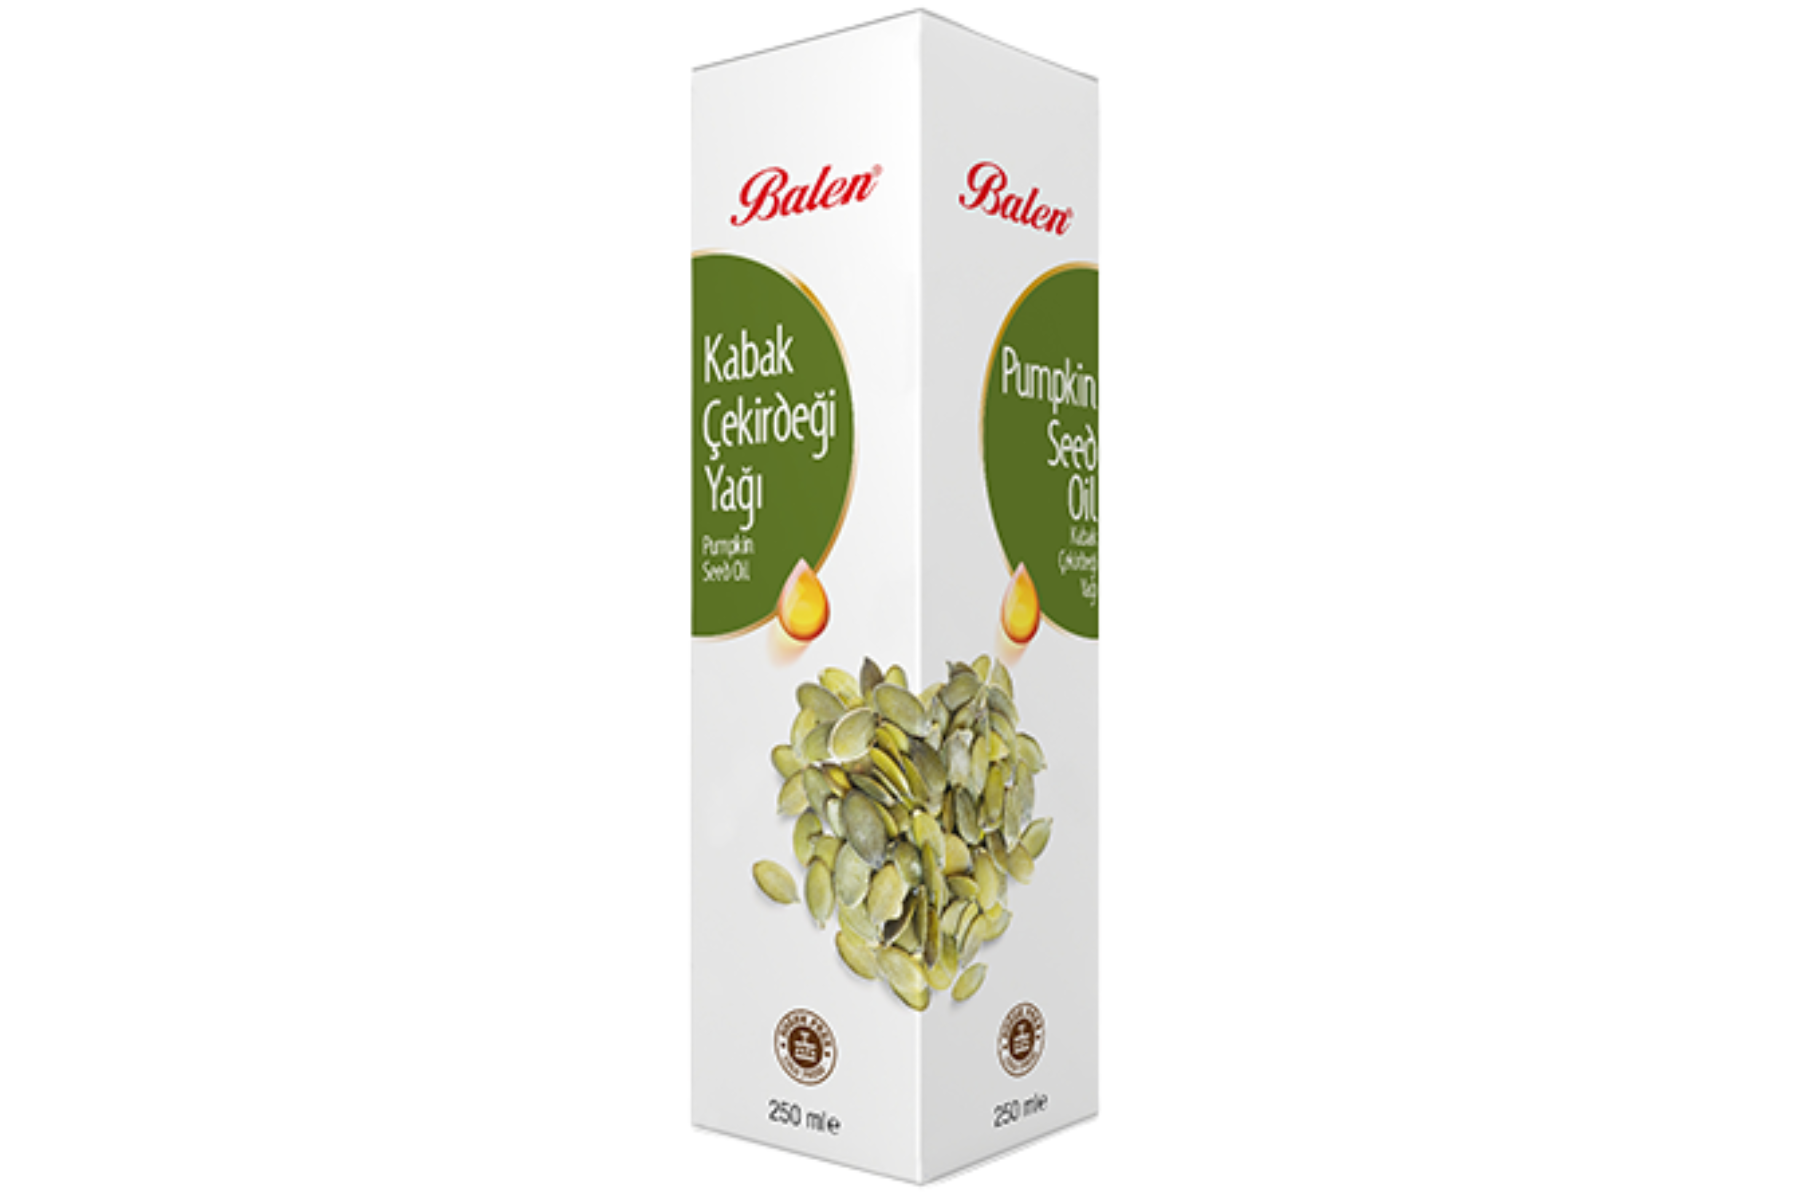 Balen®
Kabak
Çekirdeği
Yağı
Pumpkin
Seed Oil
250 ml e
Balen®
Pumpkin
Seed
Oil
Kabak
Çekirdeği
Yağı
250 ml e